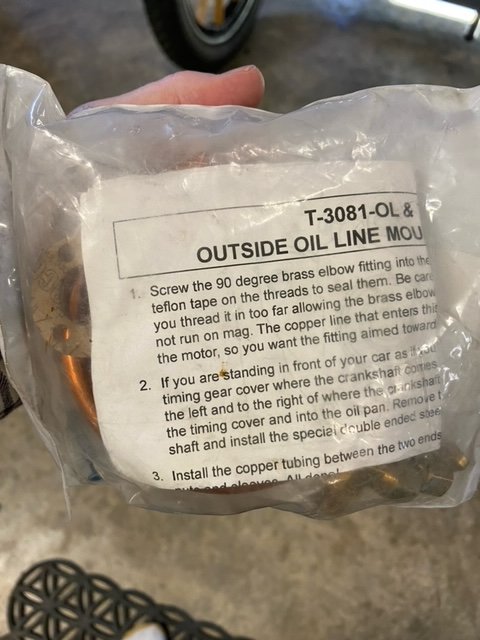 T-3081-OL &
OUTSIDE OIL LINE MOU
1. Screw the 90 degree brass elbow fitting into the
teflon tape on the threads to seal them. Be care
you thread it in too far allowing the brass elbow
not run on mag. The copper line that enters this
the motor, so you want the fitting aimed toward
2. If you are standing in front of your car as if you
timing gear cover where the crankshaft comes
the left and to the right of where the crankshaft
the timing cover and into the oil pan. Remove t
shaft and install the special double ended stee
3. Install the copper tubing between the two ends
nuts and sleeves. All done!